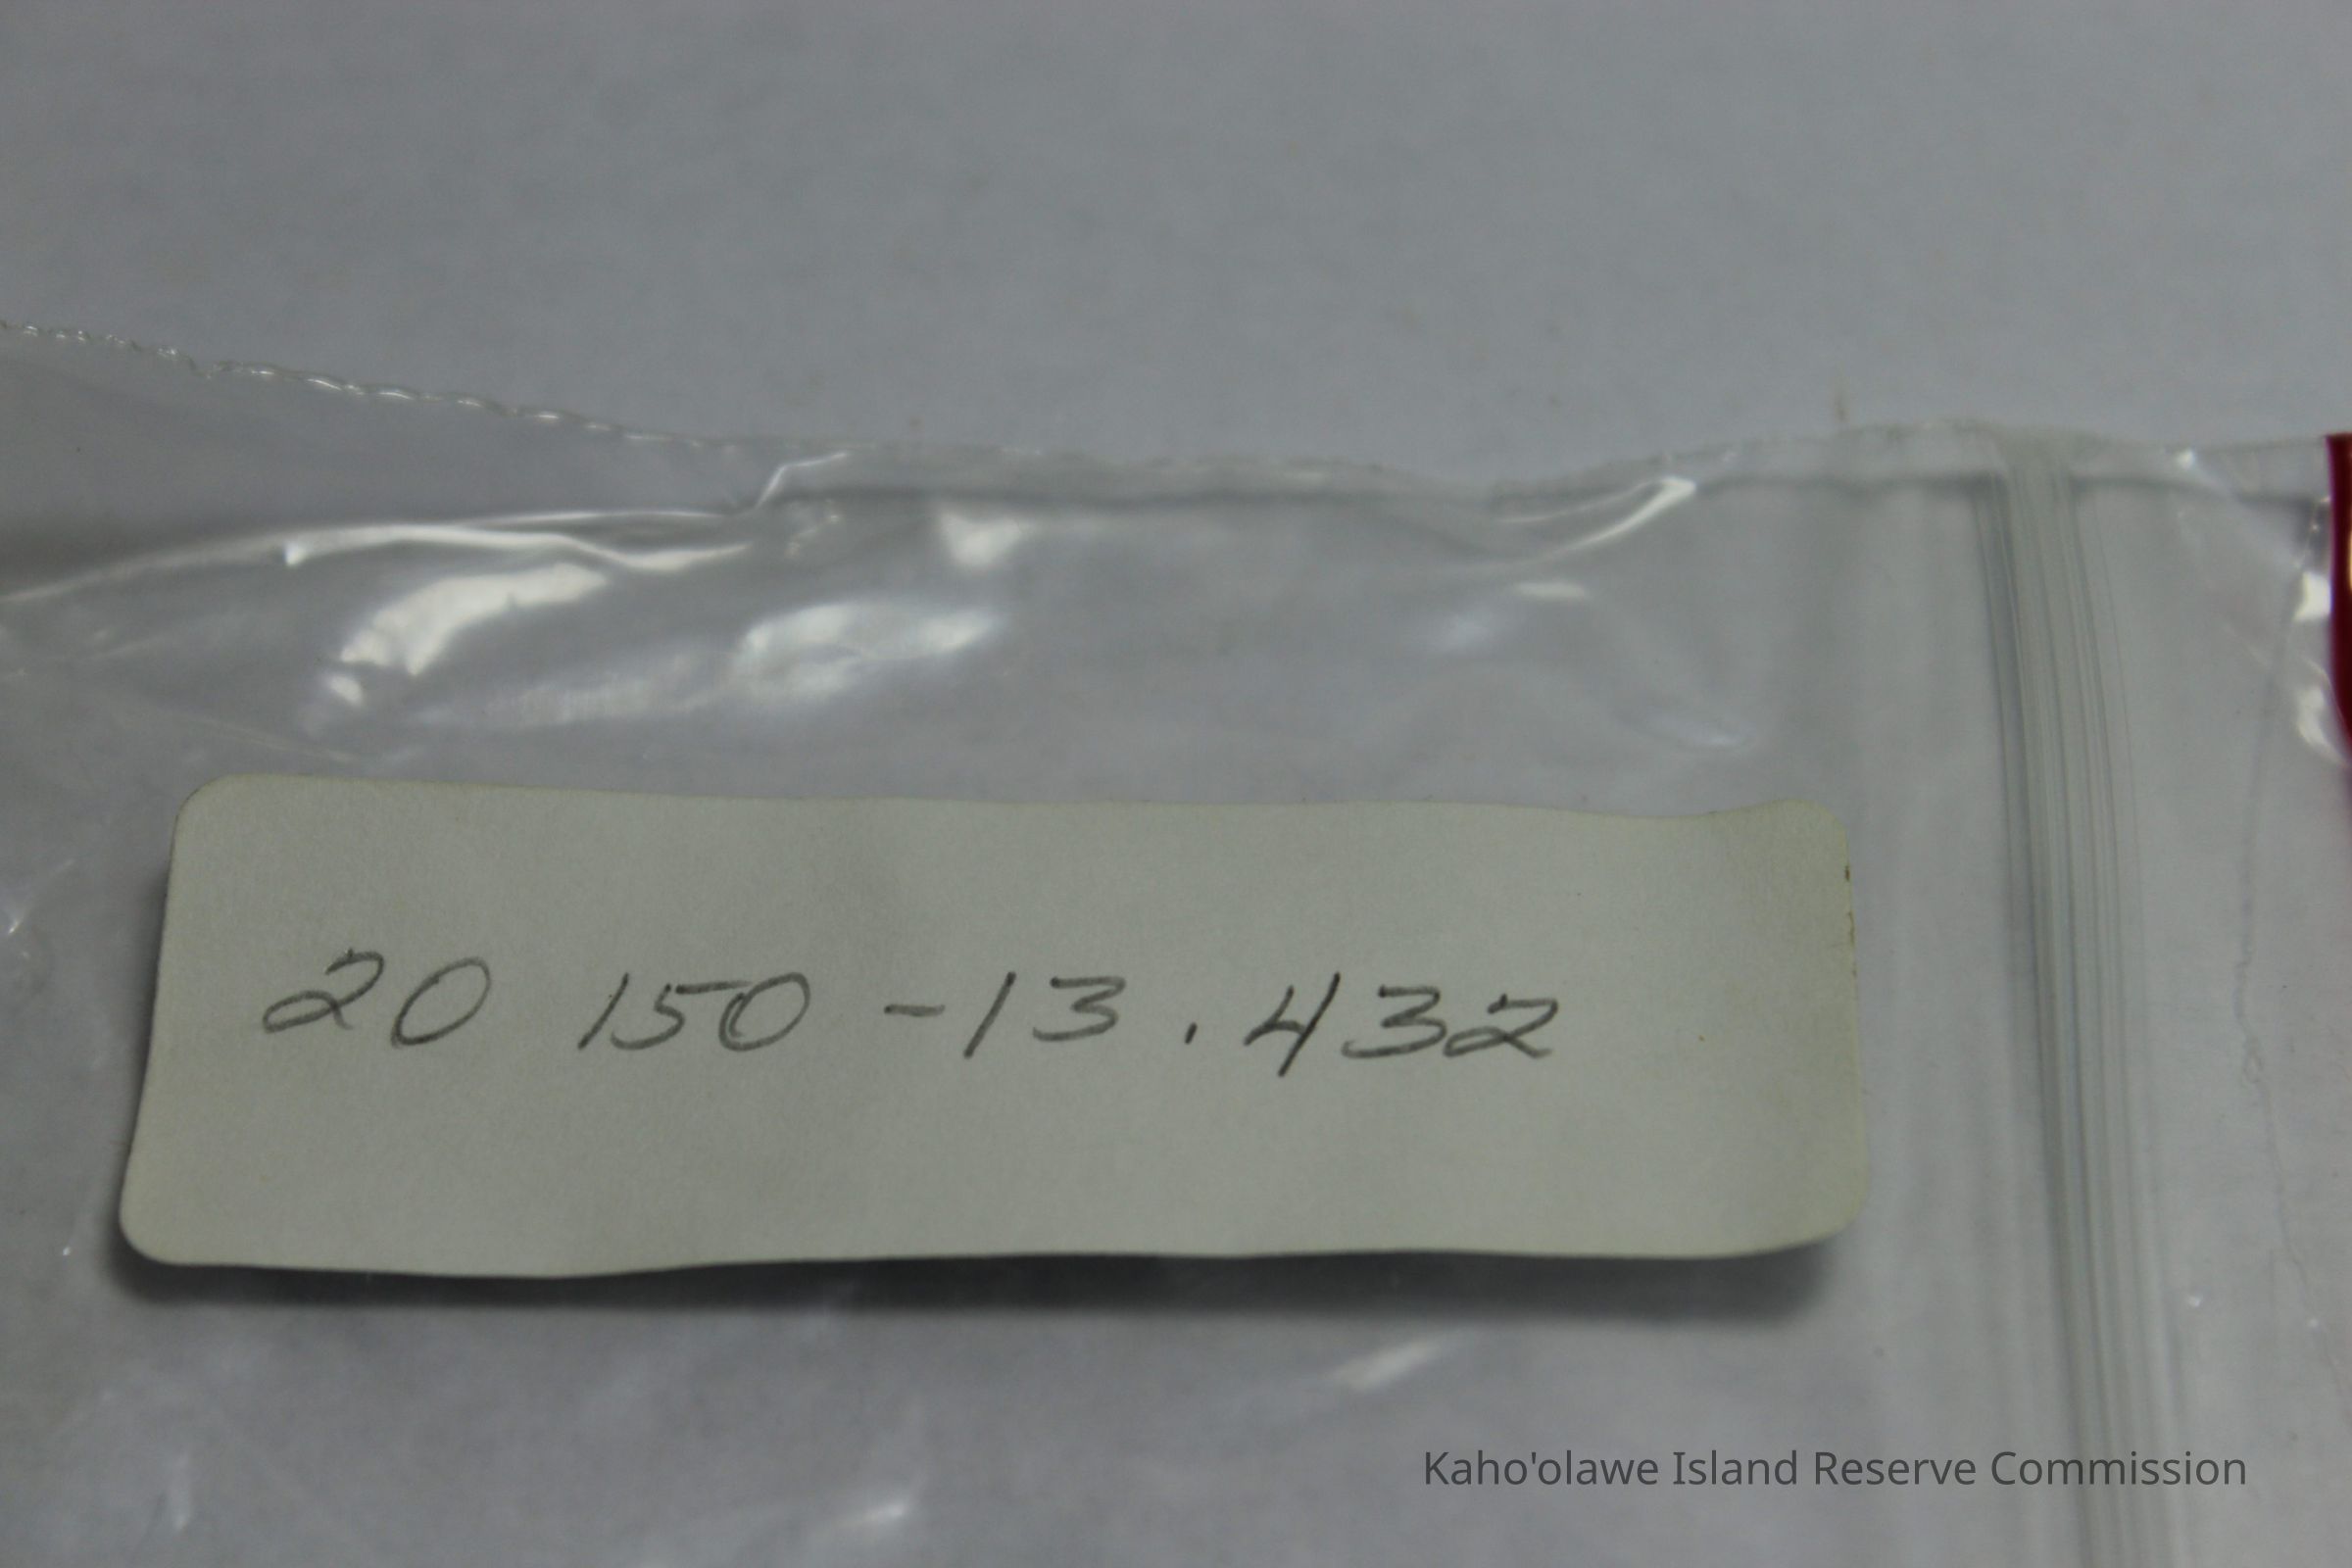 20 150-13.432
Kaho'olawe Island Reserve Commission